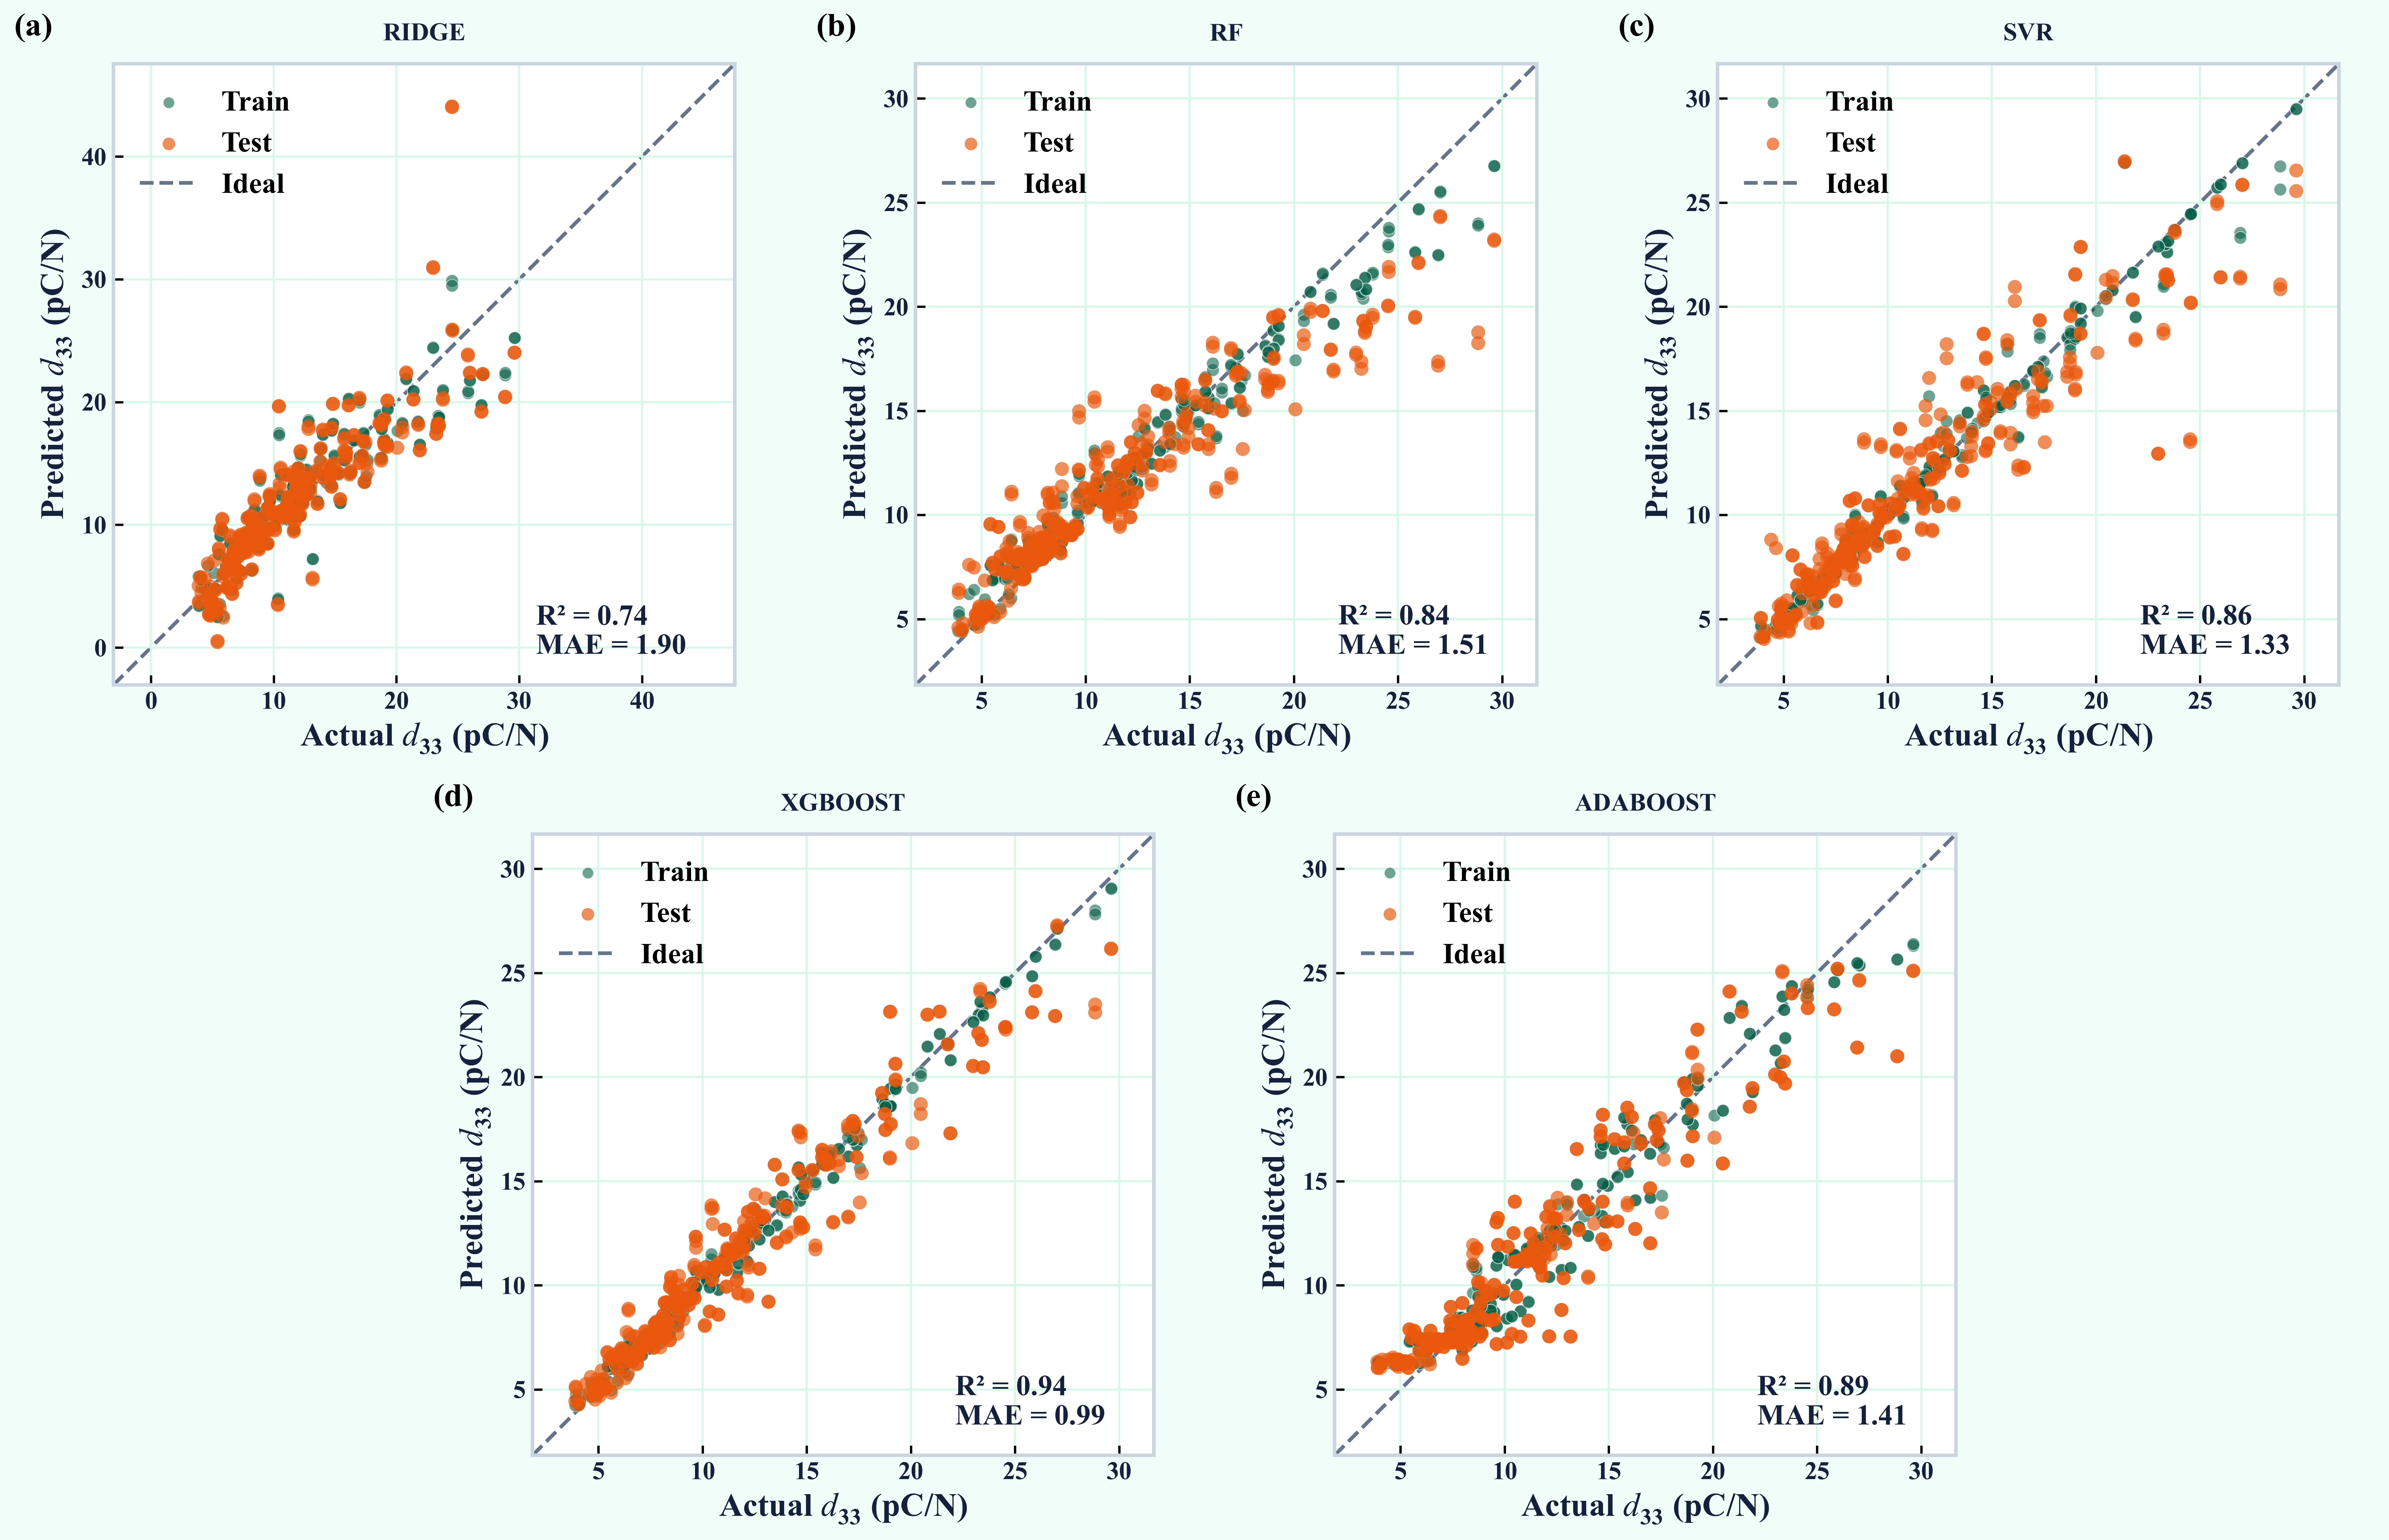 (a)
RIDGE
Train
Test
Ideal
40
30
20
10
0
Predicted d33 (pC/N)
R² = 0.74
MAE = 1.90
0 10 20 30 40
Actual d33 (pC/N)
(b)
RF
Train
Test
Ideal
30
25
20
15
10
5
Predicted d33 (pC/N)
R² = 0.84
MAE = 1.51
5 10 15 20 25 30
Actual d33 (pC/N)
(c)
SVR
Train
Test
Ideal
30
25
20
15
10
5
Predicted d33 (pC/N)
R² = 0.86
MAE = 1.33
5 10 15 20 25 30
Actual d33 (pC/N)
(d)
XGBOOST
Train
Test
Ideal
30
25
20
15
10
5
Predicted d33 (pC/N)
R² = 0.94
MAE = 0.99
5 10 15 20 25 30
Actual d33 (pC/N)
(e)
ADABOOST
Train
Test
Ideal
30
25
20
15
10
5
Predicted d33 (pC/N)
R² = 0.89
MAE = 1.41
5 10 15 20 25 30
Actual d33 (pC/N)